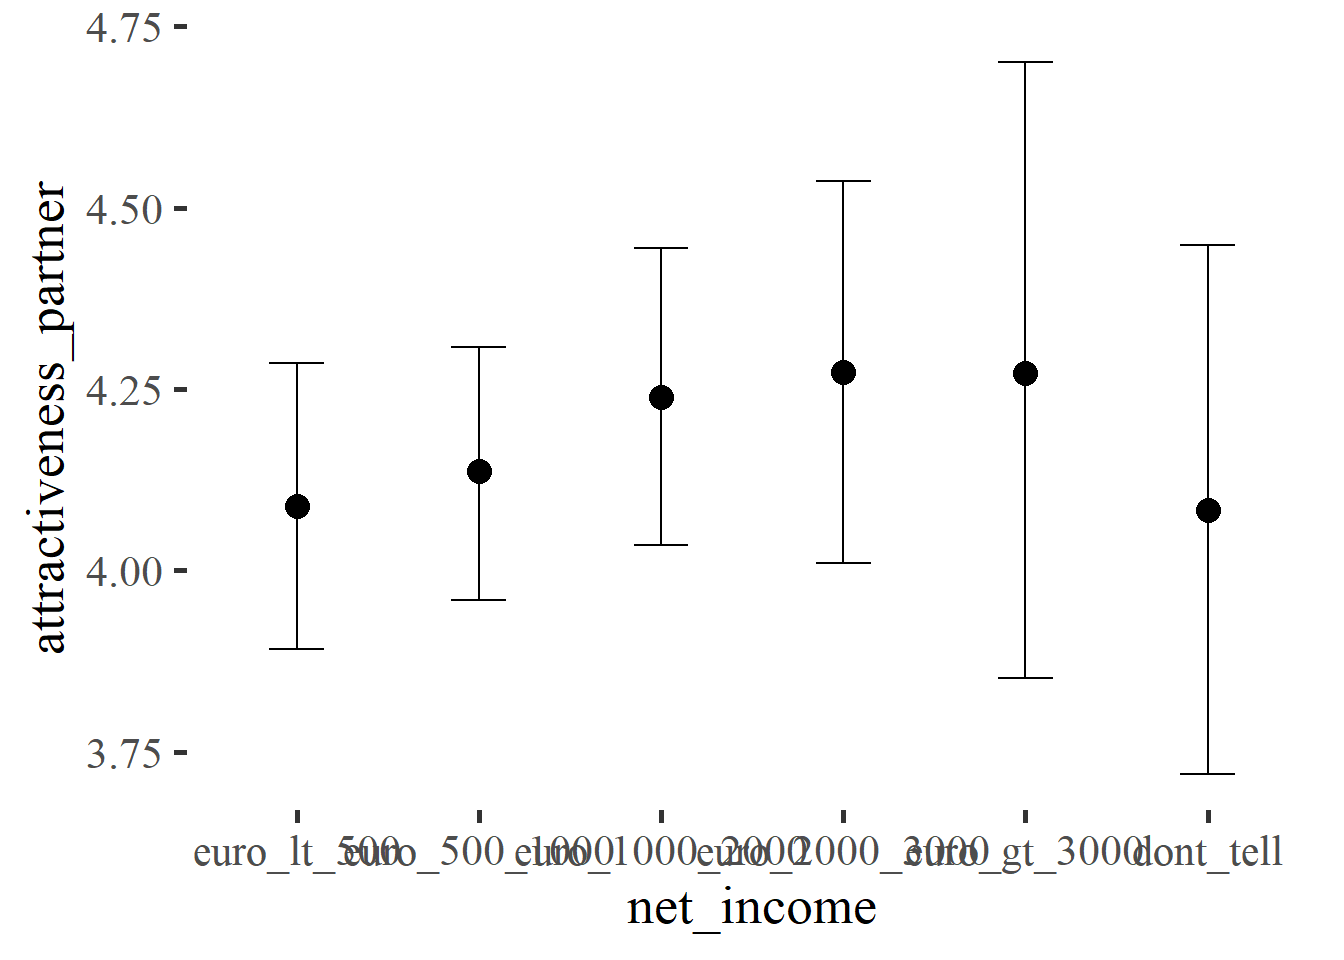 4.75
4.50
4.25
4.00
3.75
attractiveness_partner
euro_lt_500 euro_500_1000 euro_1000_2000 euro_2000_3000 euro_gt_3000 dont_tell
net_income